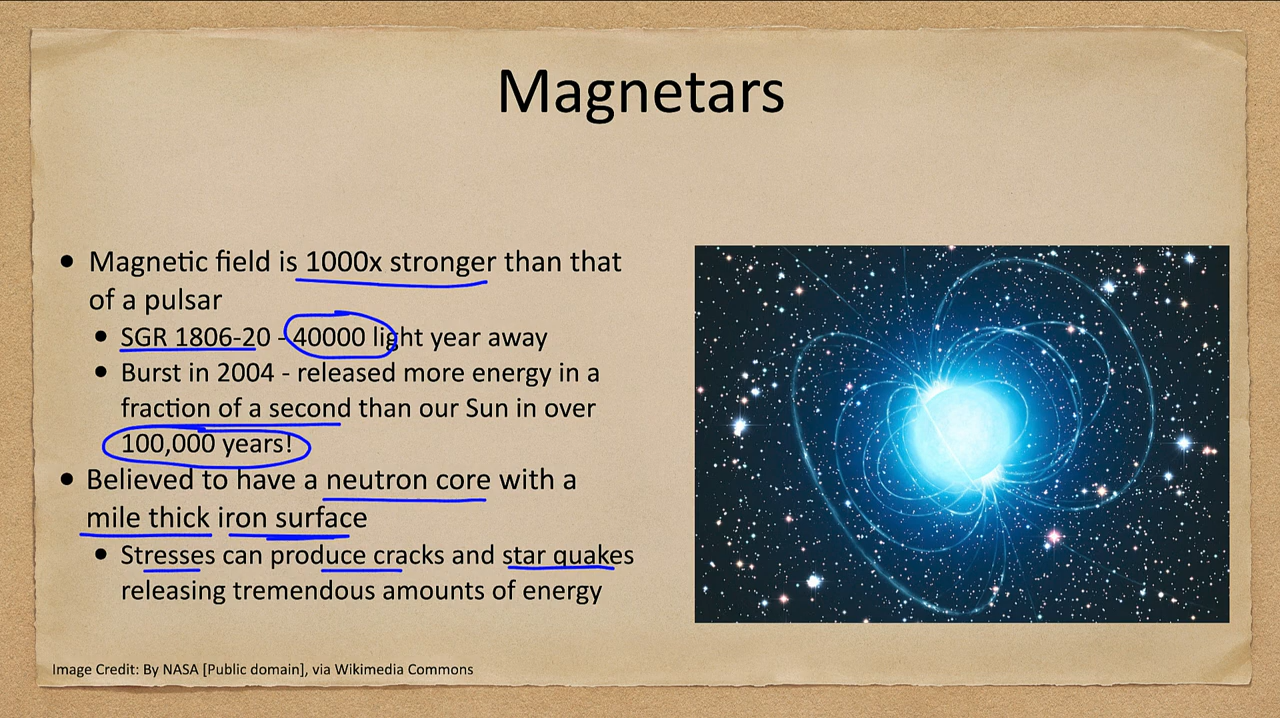 Magnetars
• Magnetic field is 1000x stronger than that
of a pulsar
• SGR 1806-20 - 40000 light year away
• Burst in 2004 - released more energy in a
fraction of a second than our Sun in over
100,000 years!
• Believed to have a neutron core with a
mile thick iron surface
• Stresses can produce cracks and star quakes
releasing tremendous amounts of energy
Image Credit: By NASA [Public domain], via Wikimedia Commons